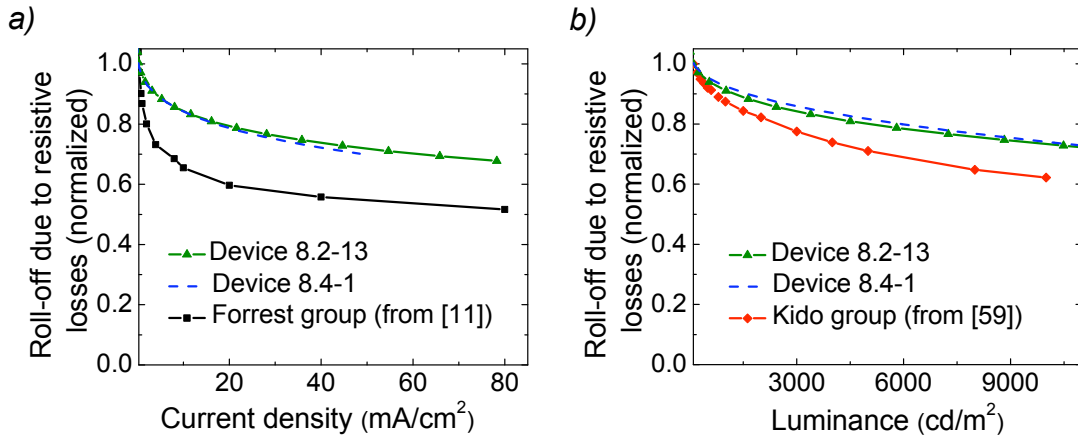 a)
Roll-off due to resistive
losses (normalized)
1.0
0.8
0.6
0.4
0.2
0.0
Device 8.2-13
Device 8.4-1
Forrest group (from [11])
20
40
60
80
Current density (mA/cm²)
b)
Roll-off due to resistive
losses (normalized)
1.0
0.8
0.6
0.4
0.2
0.0
Device 8.2-13
Device 8.4-1
Kido group (from [59])
3000
6000
9000
Luminance (cd/m²)